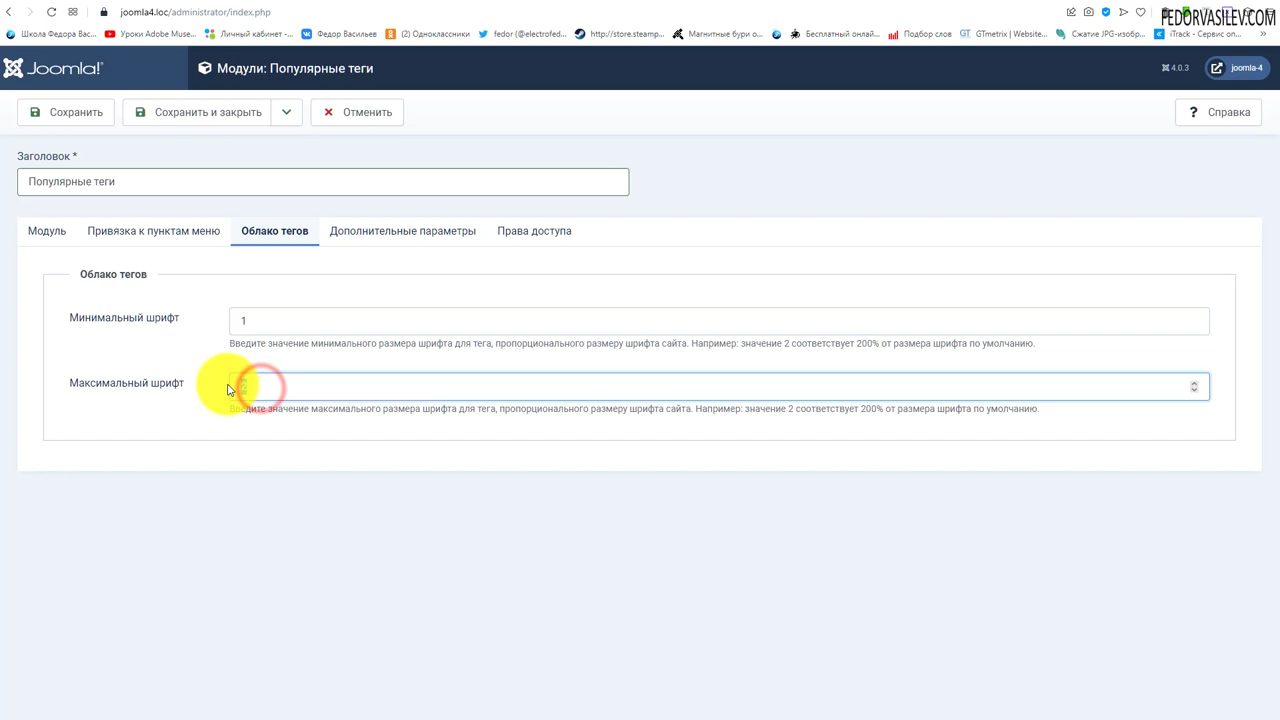 joomla4.loc/administrator/index.php
FEDORVASILEV.COM
Школа Федора Вас... Уроки Adobe Muse... Личный кабинет -... Федор Васильев (2) Одноклассники fedor (@electrofed... http://store.steamp... Магнитные бури о... Бесплатный онлай... Подбор слов GTmetrix | Website... Сжатие JPG-изобр... iTrack - Сервис оп... »
Joomla!® Модули: Популярные теги 4.0.3 joomla-4
Сохранить Сохранить и закрыть Отменить ? Справка
Заголовок *
Популярные теги
Модуль Привязка к пунктам меню Облако тегов Дополнительные параметры Права доступа
Облако тегов
Минимальный шрифт 1
Введите значение минимального размера шрифта для тега, пропорционального размеру шрифта сайта. Например: значение 2 соответствует 200% от размера шрифта по умолчанию.
Максимальный шрифт
Введите значение максимального размера шрифта для тега, пропорционального размеру шрифта сайта. Например: значение 2 соответствует 200% от размера шрифта по умолчанию.